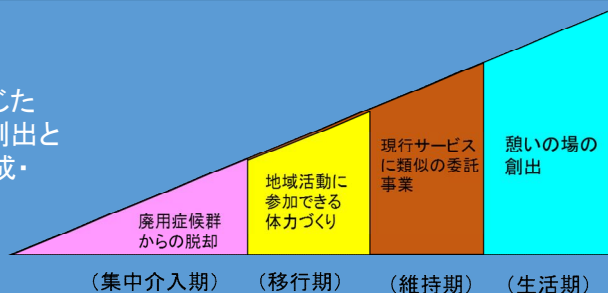 じた
創出と
成・
廃用症候群
からの脱却
地域活動に
参加できる
体力づくり
現行サービス
に類似の委託
事業
憩いの場の
創出
（集中介入期）
（移行期）
（維持期）
（生活期）